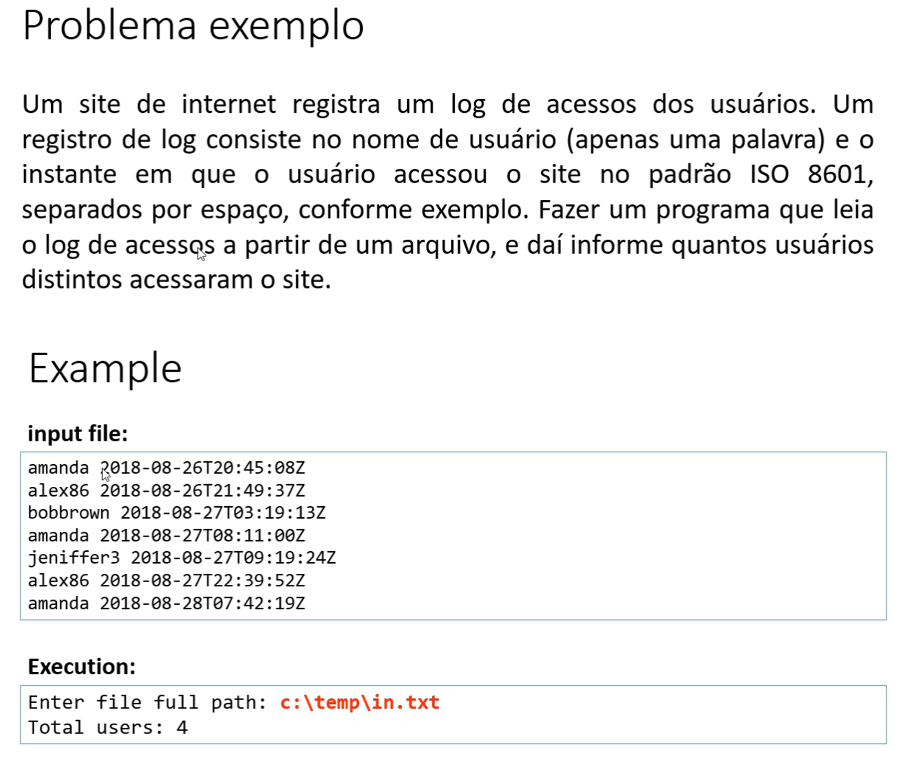 Problema exemplo
Um site de internet registra um log de acessos dos usuários. Um
registro de log consiste no nome de usuário (apenas uma palavra) e o
instante em que o usuário acessou o site no padrão ISO 8601,
separados por espaço, conforme exemplo. Fazer um programa que leia
o log de acessos a partir de um arquivo, e daí informe quantos usuários
distintos acessaram o site.
Example
input file:
amanda 2018-08-26T20:45:08Z
alex86 2018-08-26T21:49:37Z
bobbrown 2018-08-27T03:19:13Z
amanda 2018-08-27T08:11:00Z
jeniffer3 2018-08-27T09:19:24Z
alex86 2018-08-27T22:39:52Z
amanda 2018-08-28T07:42:19Z
Execution:
Enter file full path: c:\temp\in.txt
Total users: 4